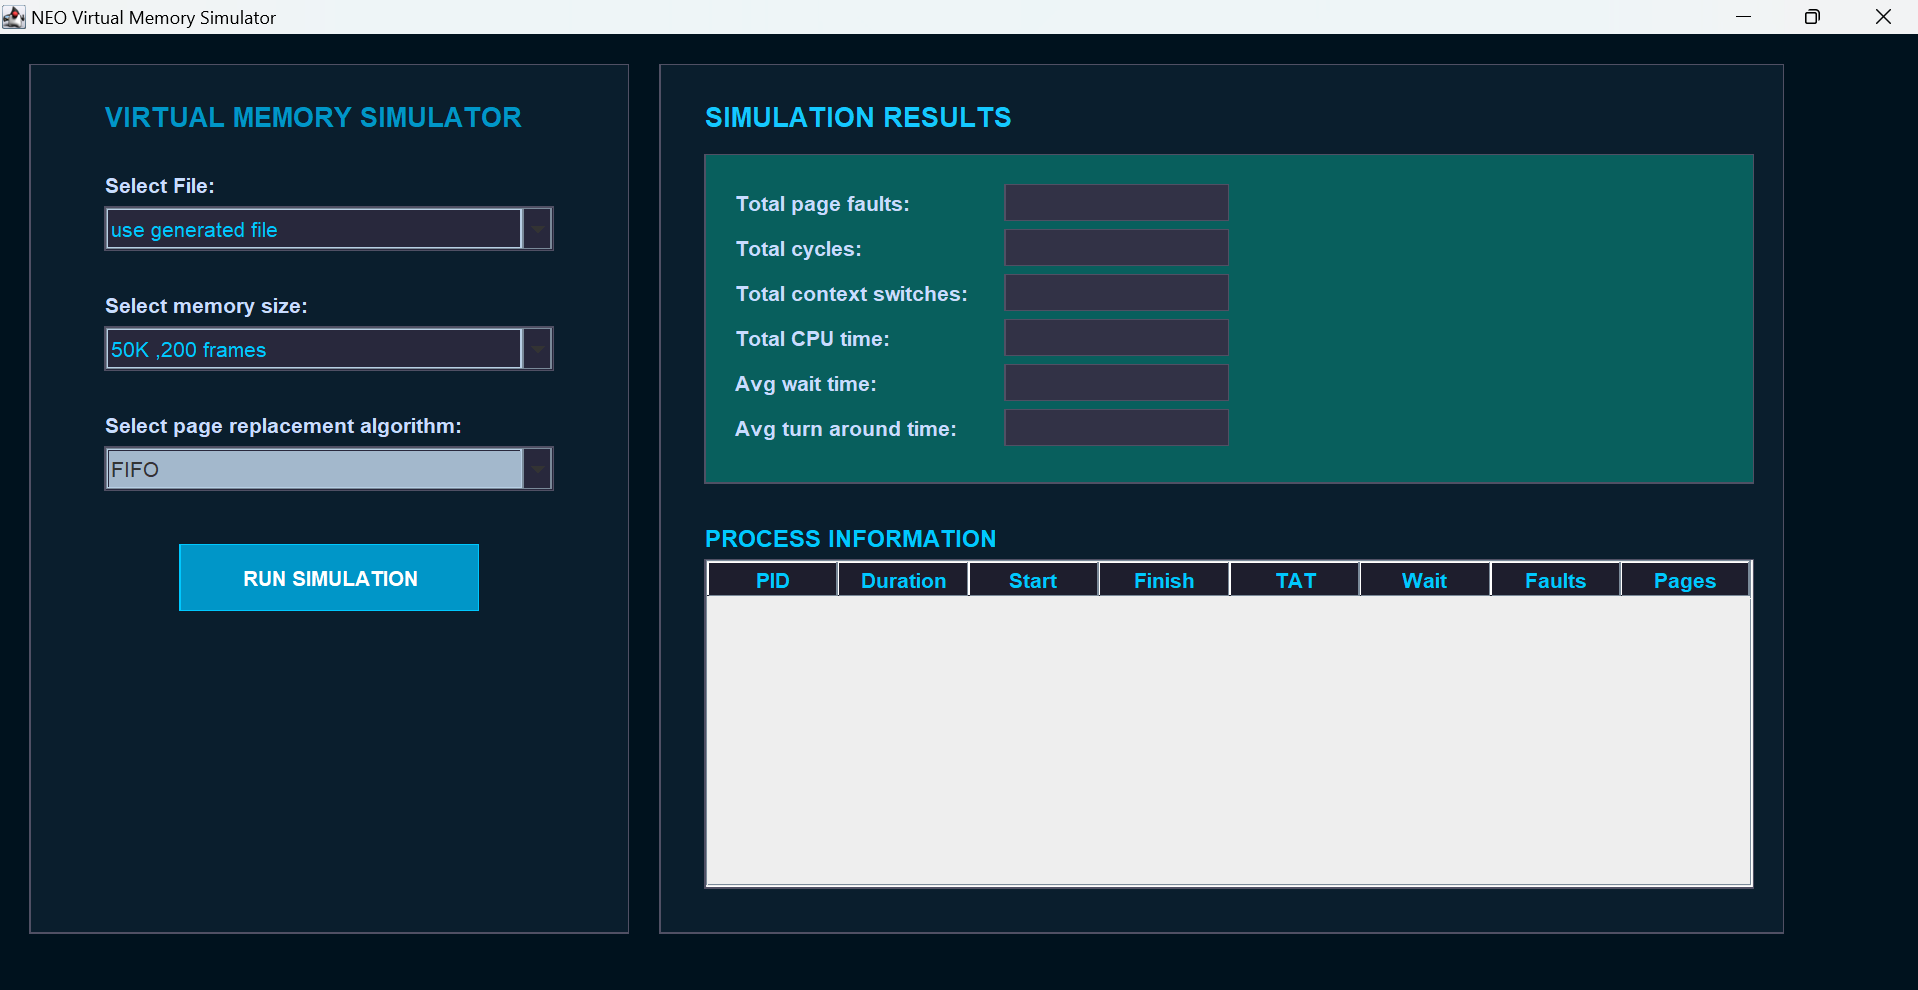 NEO Virtual Memory Simulator
VIRTUAL MEMORY SIMULATOR
Select File:
use generated file
Select memory size:
50K ,200 frames
Select page replacement algorithm:
FIFO
RUN SIMULATION
SIMULATION RESULTS
Total page faults:
Total cycles:
Total context switches:
Total CPU time:
Avg wait time:
Avg turn around time:
PROCESS INFORMATION
PID Duration Start Finish TAT Wait Faults Pages